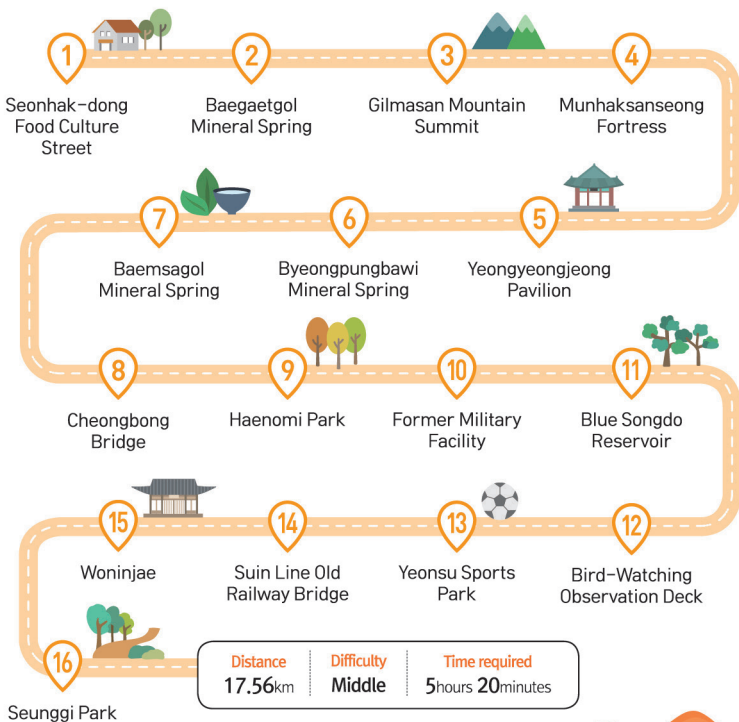 1
Seonhak-dong
Food Culture
Street
2
Baegaetgol
Mineral Spring
3
Gilmasan Mountain
Summit
4
Munhaksanseong
Fortress
5
Yeongyeongjeong
Pavilion
6
Byeongpungbawi
Mineral Spring
7
Baemsagol
Mineral Spring
8
Cheongbong
Bridge
9
Haenomi Park
10
Former Military
Facility
11
Blue Songdo
Reservoir
12
Bird-Watching
Observation Deck
13
Yeonsu Sports
Park
14
Suin Line Old
Railway Bridge
15
Woninjae
16
Seunggi Park
Distance
17.56km
Difficulty
Middle
Time required
5hours 20minutes